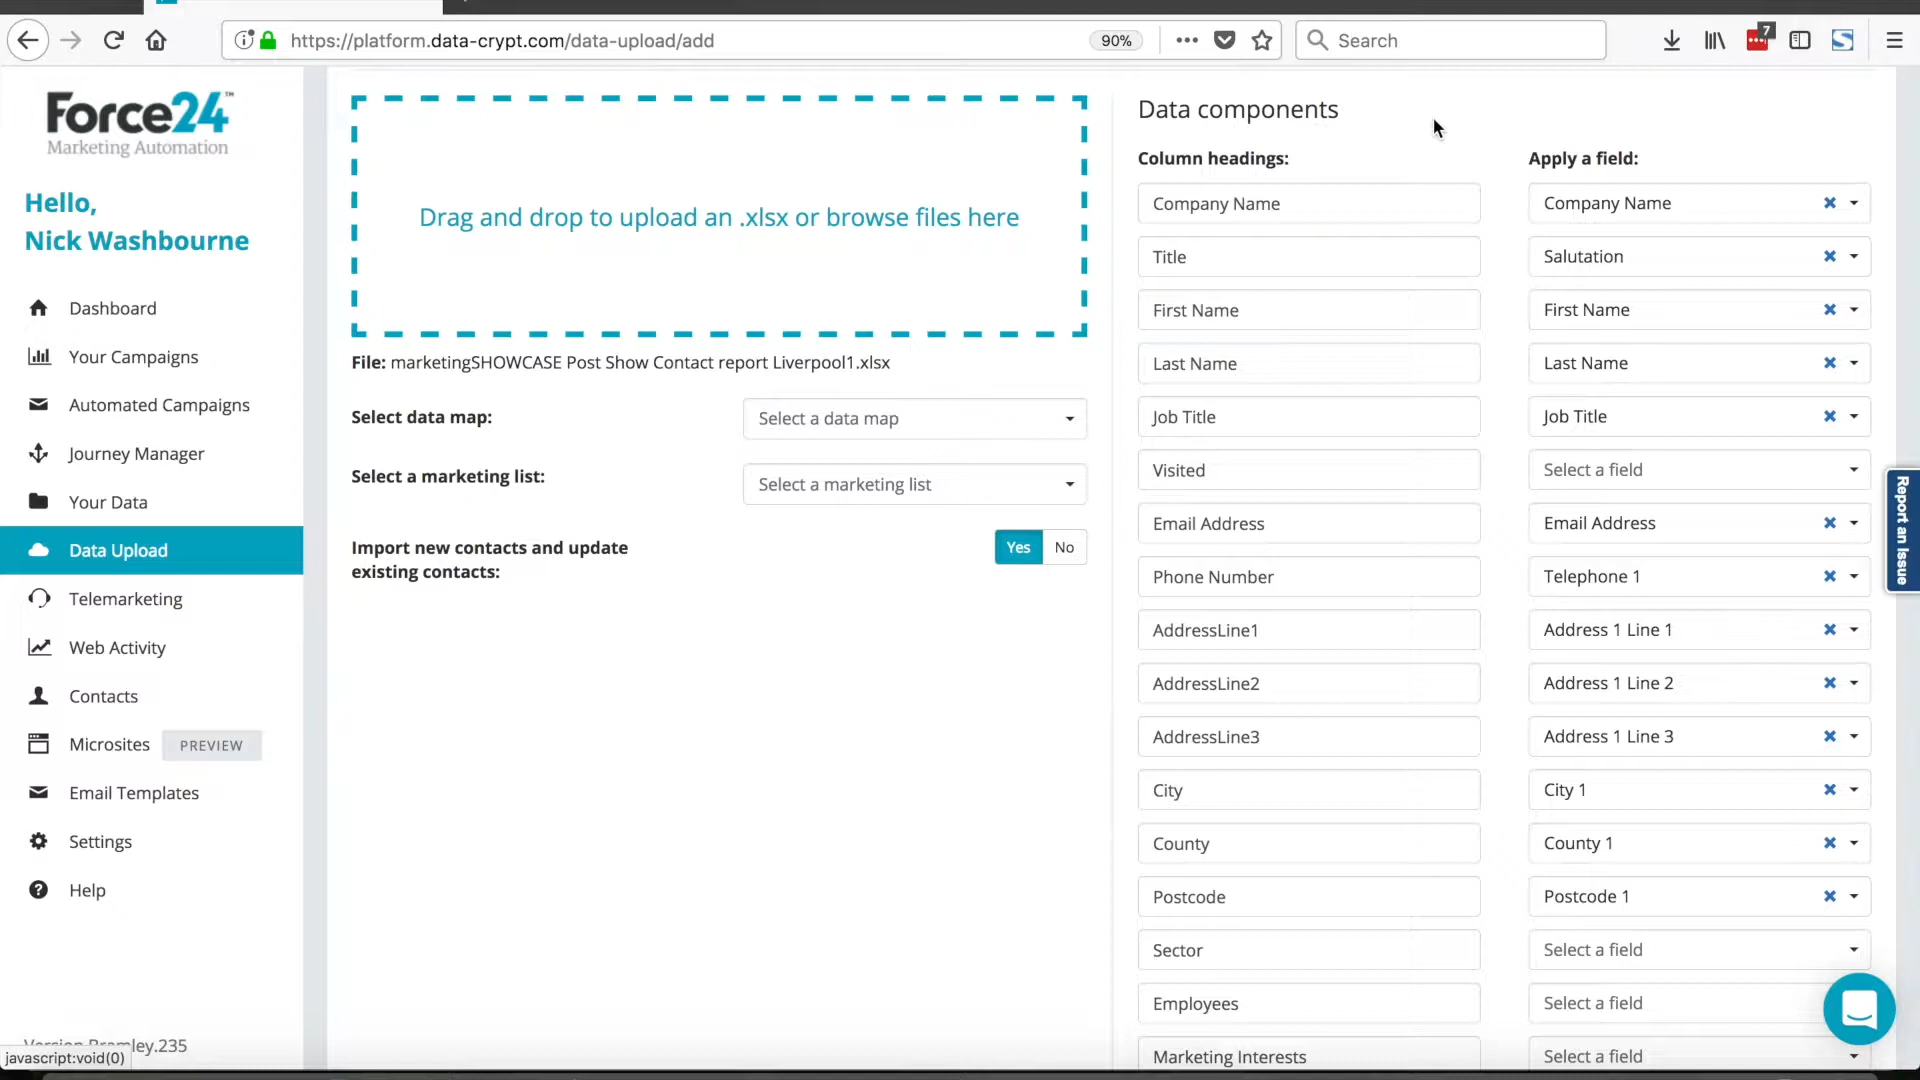 https://platform.data-crypt.com/data-upload/add
90%
Search
7
Force24™
Marketing Automation
Hello,
Nick Washbourne
Dashboard
Your Campaigns
Automated Campaigns
Journey Manager
Your Data
Data Upload
Telemarketing
Web Activity
Contacts
Microsites PREVIEW
Email Templates
Settings
Help
Version Bramley.235
javascript:void(0)
Drag and drop to upload an .xlsx or browse files here
File: marketingSHOWCASE Post Show Contact report Liverpool1.xlsx
Select data map: Select a data map
Select a marketing list: Select a marketing list
Import new contacts and update
existing contacts:
Yes No
Data components
Column headings: Apply a field:
Company Name Company Name
Title Salutation
First Name First Name
Last Name Last Name
Job Title Job Title
Visited Select a field
Email Address Email Address
Phone Number Telephone 1
AddressLine1 Address 1 Line 1
AddressLine2 Address 1 Line 2
AddressLine3 Address 1 Line 3
City City 1
County County 1
Postcode Postcode 1
Sector Select a field
Employees Select a field
Marketing Interests Select a field
Report an Issue